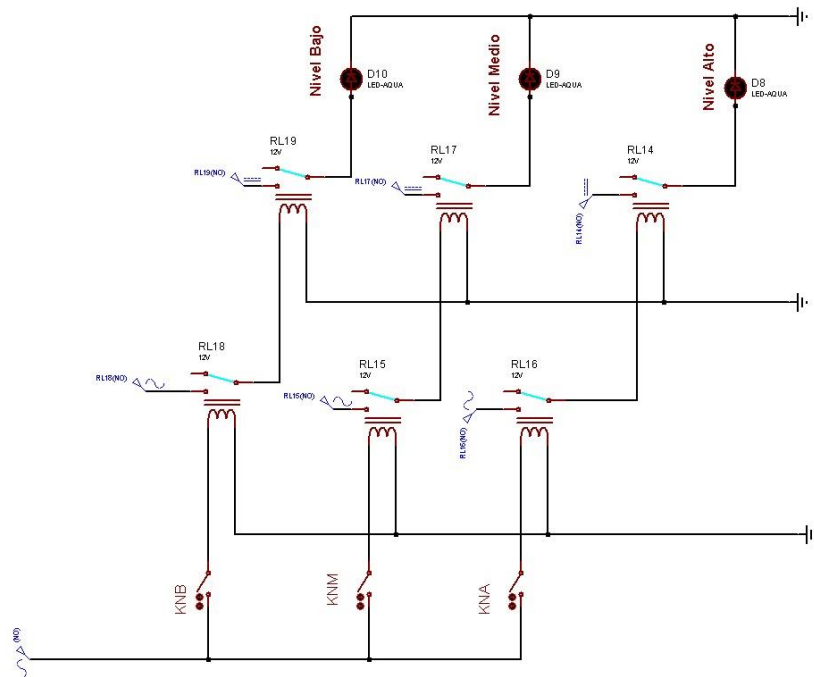 Nivel Bajo
D10
LED-AQUA
Nivel Medio
D9
LED-AQUA
Nivel Alto
D8
LED-AQUA
RL19
12V
RL19(NO)
RL17
12V
RL17(NO)
RL14
12V
RL14(NO)
RL18
12V
RL18(NO)
RL15
12V
RL15(NO)
RL16
12V
RL16(NO)
KNB
KNM
KNA
(NO)